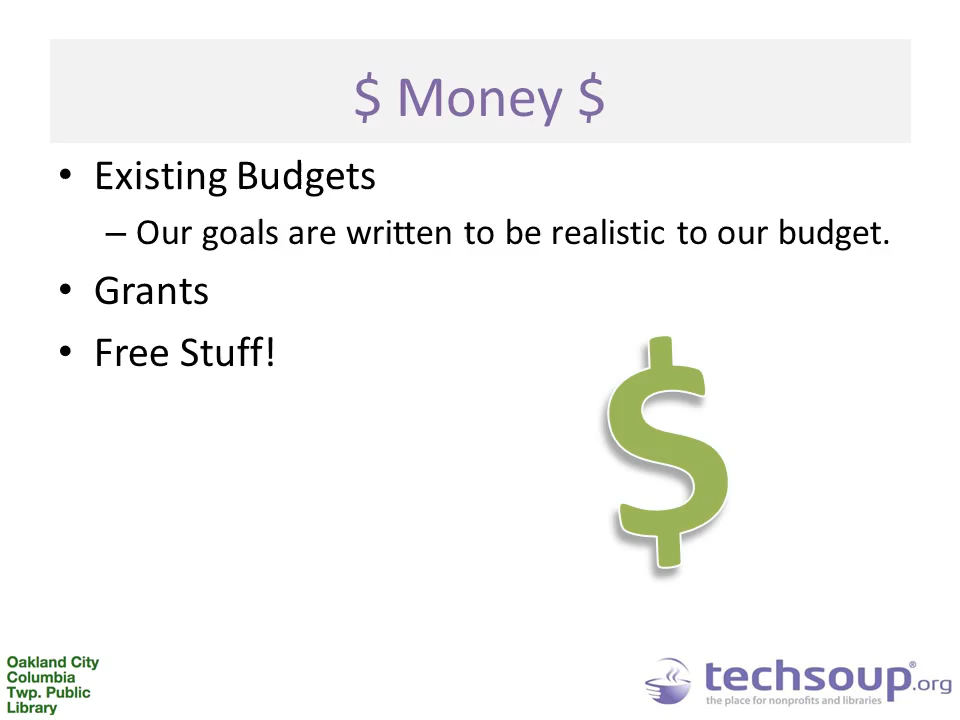 $ Money $
• Existing Budgets
– Our goals are written to be realistic to our budget.
• Grants
• Free Stuff!
$
Oakland City
Columbia
Twp. Public
Library
techsoup®.org
the place for nonprofits and libraries